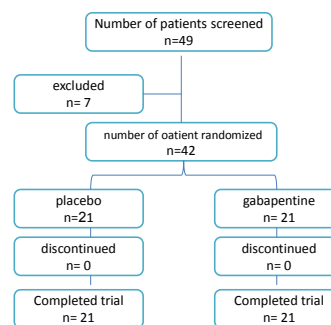 Number of patients screened
n=49
excluded
n= 7
number of oatient randomized
n=42
placebo
n=21
gabapentine
n= 21
discontinued
n= 0
discontinued
n= 0
Completed trial
n= 21
Completed trial
n= 21